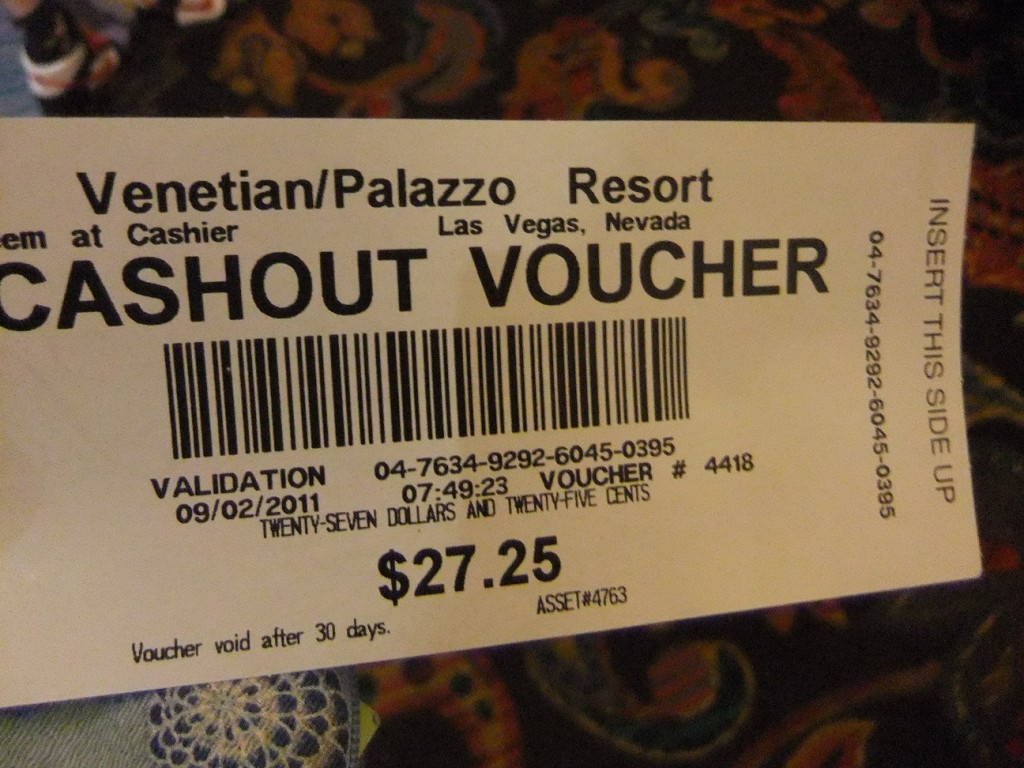 Venetian/Palazzo Resort
at Cashier Las Vegas, Nevada
CASHOUT VOUCHER
VALIDATION 04-7634-9292-6045-0395
09/02/2011 07:49:23 VOUCHER # 4418
TWENTY-SEVEN DOLLARS AND TWENTY-FIVE CENTS
$27.25
ASSET#4763
Voucher void after 30 days.
04-7634-9292-6045-0395
INSERT THIS SIDE UP